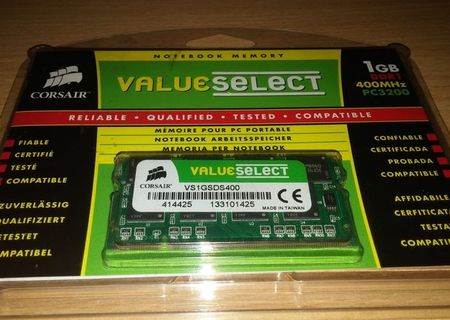 NOTEBOOK MEMORY
CORSAIR
VALUESELECT
1GB
DDR1
400MHz
PC3200
RELIABLE • QUALIFIED • TESTED • COMPATIBLE
MÉMOIRE POUR PC PORTABLE
NOTEBOOK ARBEITSSPEICHER
MEMORIA PER NOTEBOOK
FIABLE
CERTIFIÉ
TESTÉ
COMPATIBLE
ZUVERLÄSSIG
QUALIFIZIERT
GETESTET
KOMPATIBEL
CONFIABLE
CERTIFICADA
PROBADA
COMPATIBLE
AFFIDABILE
CERFTIFICATA
TESTATA
COMPATIBILE
CORSAIR
VALUESELECT
VS1GSDS400
414425 133101425
CE
MADE IN TAIWAN